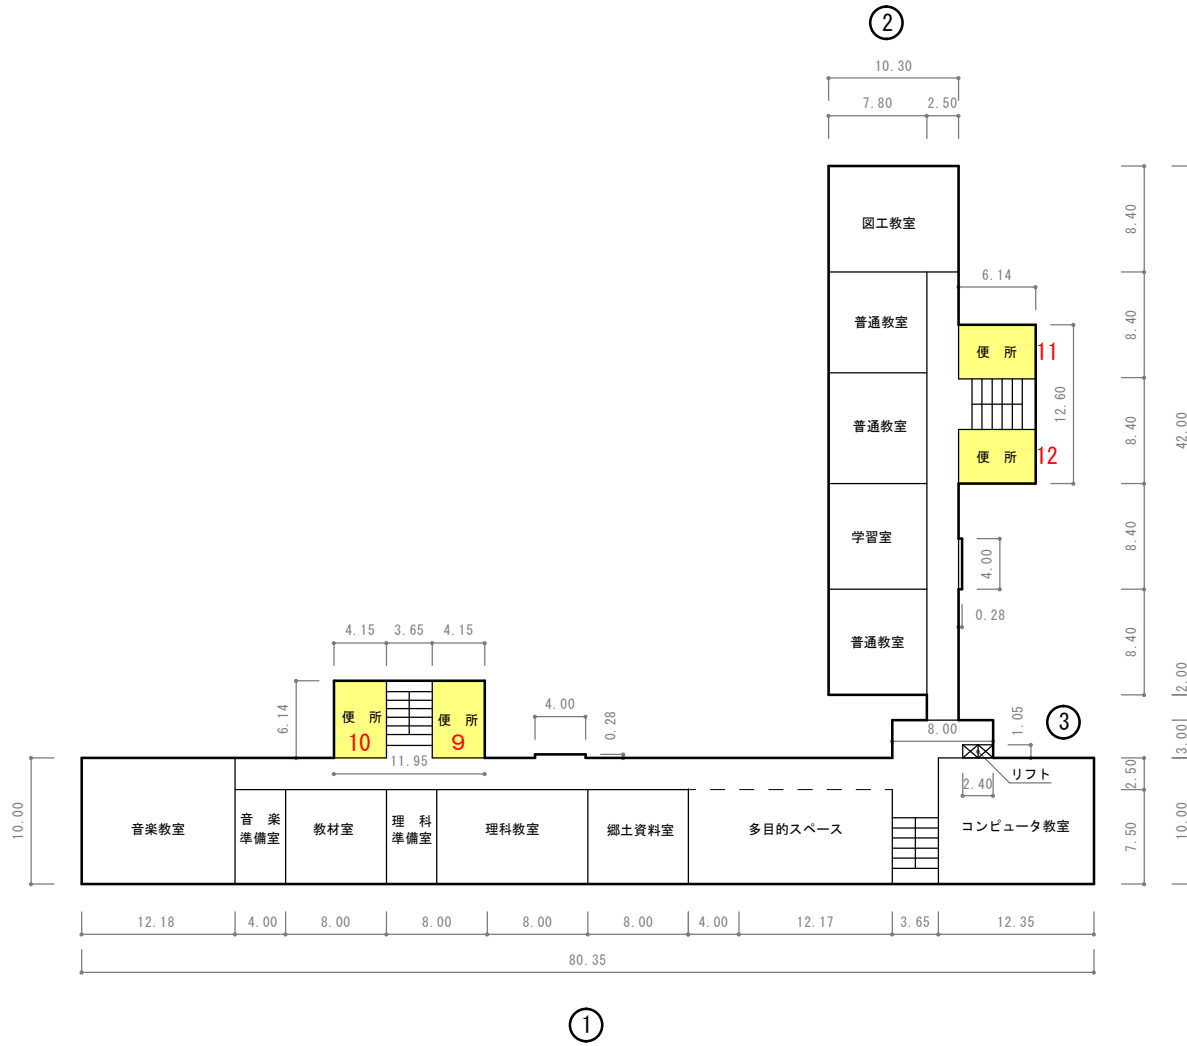 ②
10.30
7.80 2.50
図工教室
8.40
6.14
普通教室
8.40
便 所 11
12.60
普通教室
8.40
42.00
便 所 12
学習室
8.40
4.00
0.28
普通教室
8.40
2.00
4.15 3.65 4.15
6.14
便 所
10
便 所
9
11.95
4.00
0.28
8.00
1.05
③
3.00
リフト
2.40
2.50
10.00
音楽教室
音 楽
準備室
教材室
理 科
準備室
理科教室
郷土資料室
多目的スペース
コンピュータ教室
7.50
10.00
12.18 4.00 8.00 8.00 8.00 8.00 4.00 12.17 3.65 12.35
80.35
①